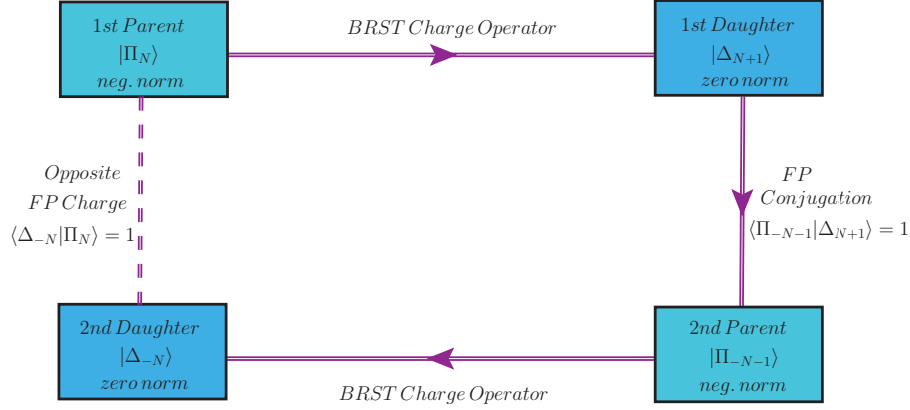 1st Parent
|Π_N⟩
neg. norm
BRST Charge Operator
1st Daughter
|Δ_{N+1}⟩
zero norm
Opposite
FP Charge
⟨Δ_{−N}|Π_N⟩ = 1
FP
Conjugation
⟨Π_{−N−1}|Δ_{N+1}⟩ = 1
2nd Daughter
|Δ_{−N}⟩
zero norm
BRST Charge Operator
2nd Parent
|Π_{−N−1}⟩
neg. norm